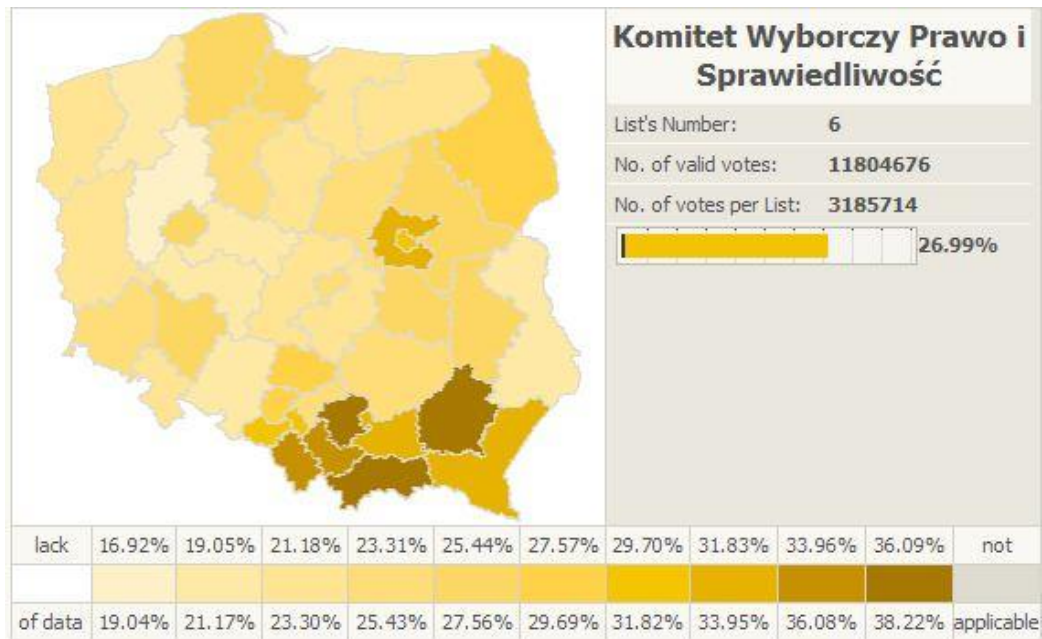 Komitet Wyborczy Prawo i
Sprawiedliwość
List's Number: 6
No. of valid votes: 11804676
No. of votes per List: 3185714
26.99%
lack 16.92% 19.05% 21.18% 23.31% 25.44% 27.57% 29.70% 31.83% 33.96% 36.09% not
of data 19.04% 21.17% 23.30% 25.43% 27.56% 29.69% 31.82% 33.95% 36.08% 38.22% applicable